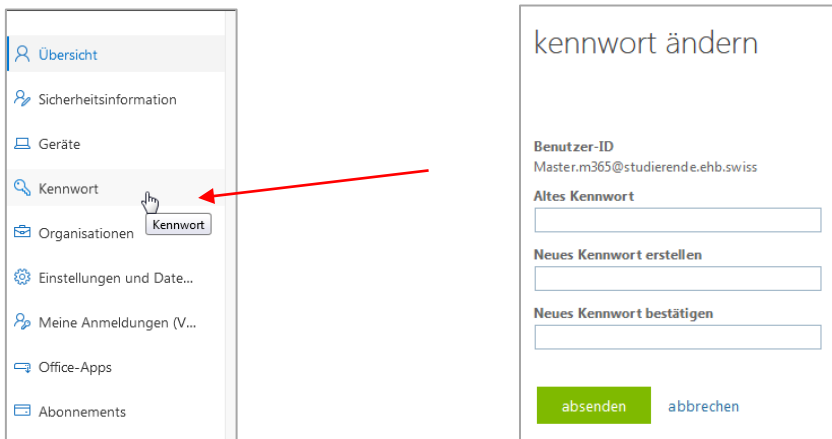 Übersicht
Sicherheitsinformation
Geräte
Kennwort
Kennwort
Organisationen
Einstellungen und Date...
Meine Anmeldungen (V...
Office-Apps
Abonnements
kennwort ändern
Benutzer-ID
Master.m365@studierende.ehb.swiss
Altes Kennwort
Neues Kennwort erstellen
Neues Kennwort bestätigen
absenden abbrechen